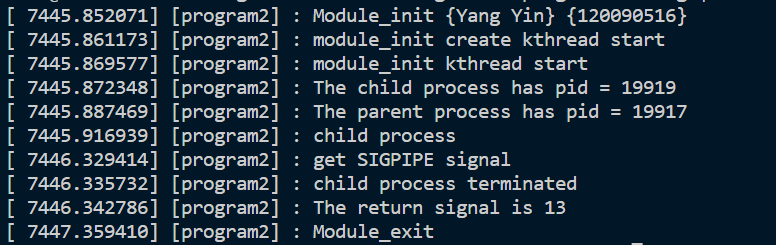 [ 7445.852071] [program2] : Module_init {Yang Yin} {120090516}
[ 7445.861173] [program2] : module_init create kthread start
[ 7445.869577] [program2] : module_init kthread start
[ 7445.872348] [program2] : The child process has pid = 19919
[ 7445.887469] [program2] : The parent process has pid = 19917
[ 7445.916939] [program2] : child process
[ 7446.329414] [program2] : get SIGPIPE signal
[ 7446.335732] [program2] : child process terminated
[ 7446.342786] [program2] : The return signal is 13
[ 7447.359410] [program2] : Module_exit